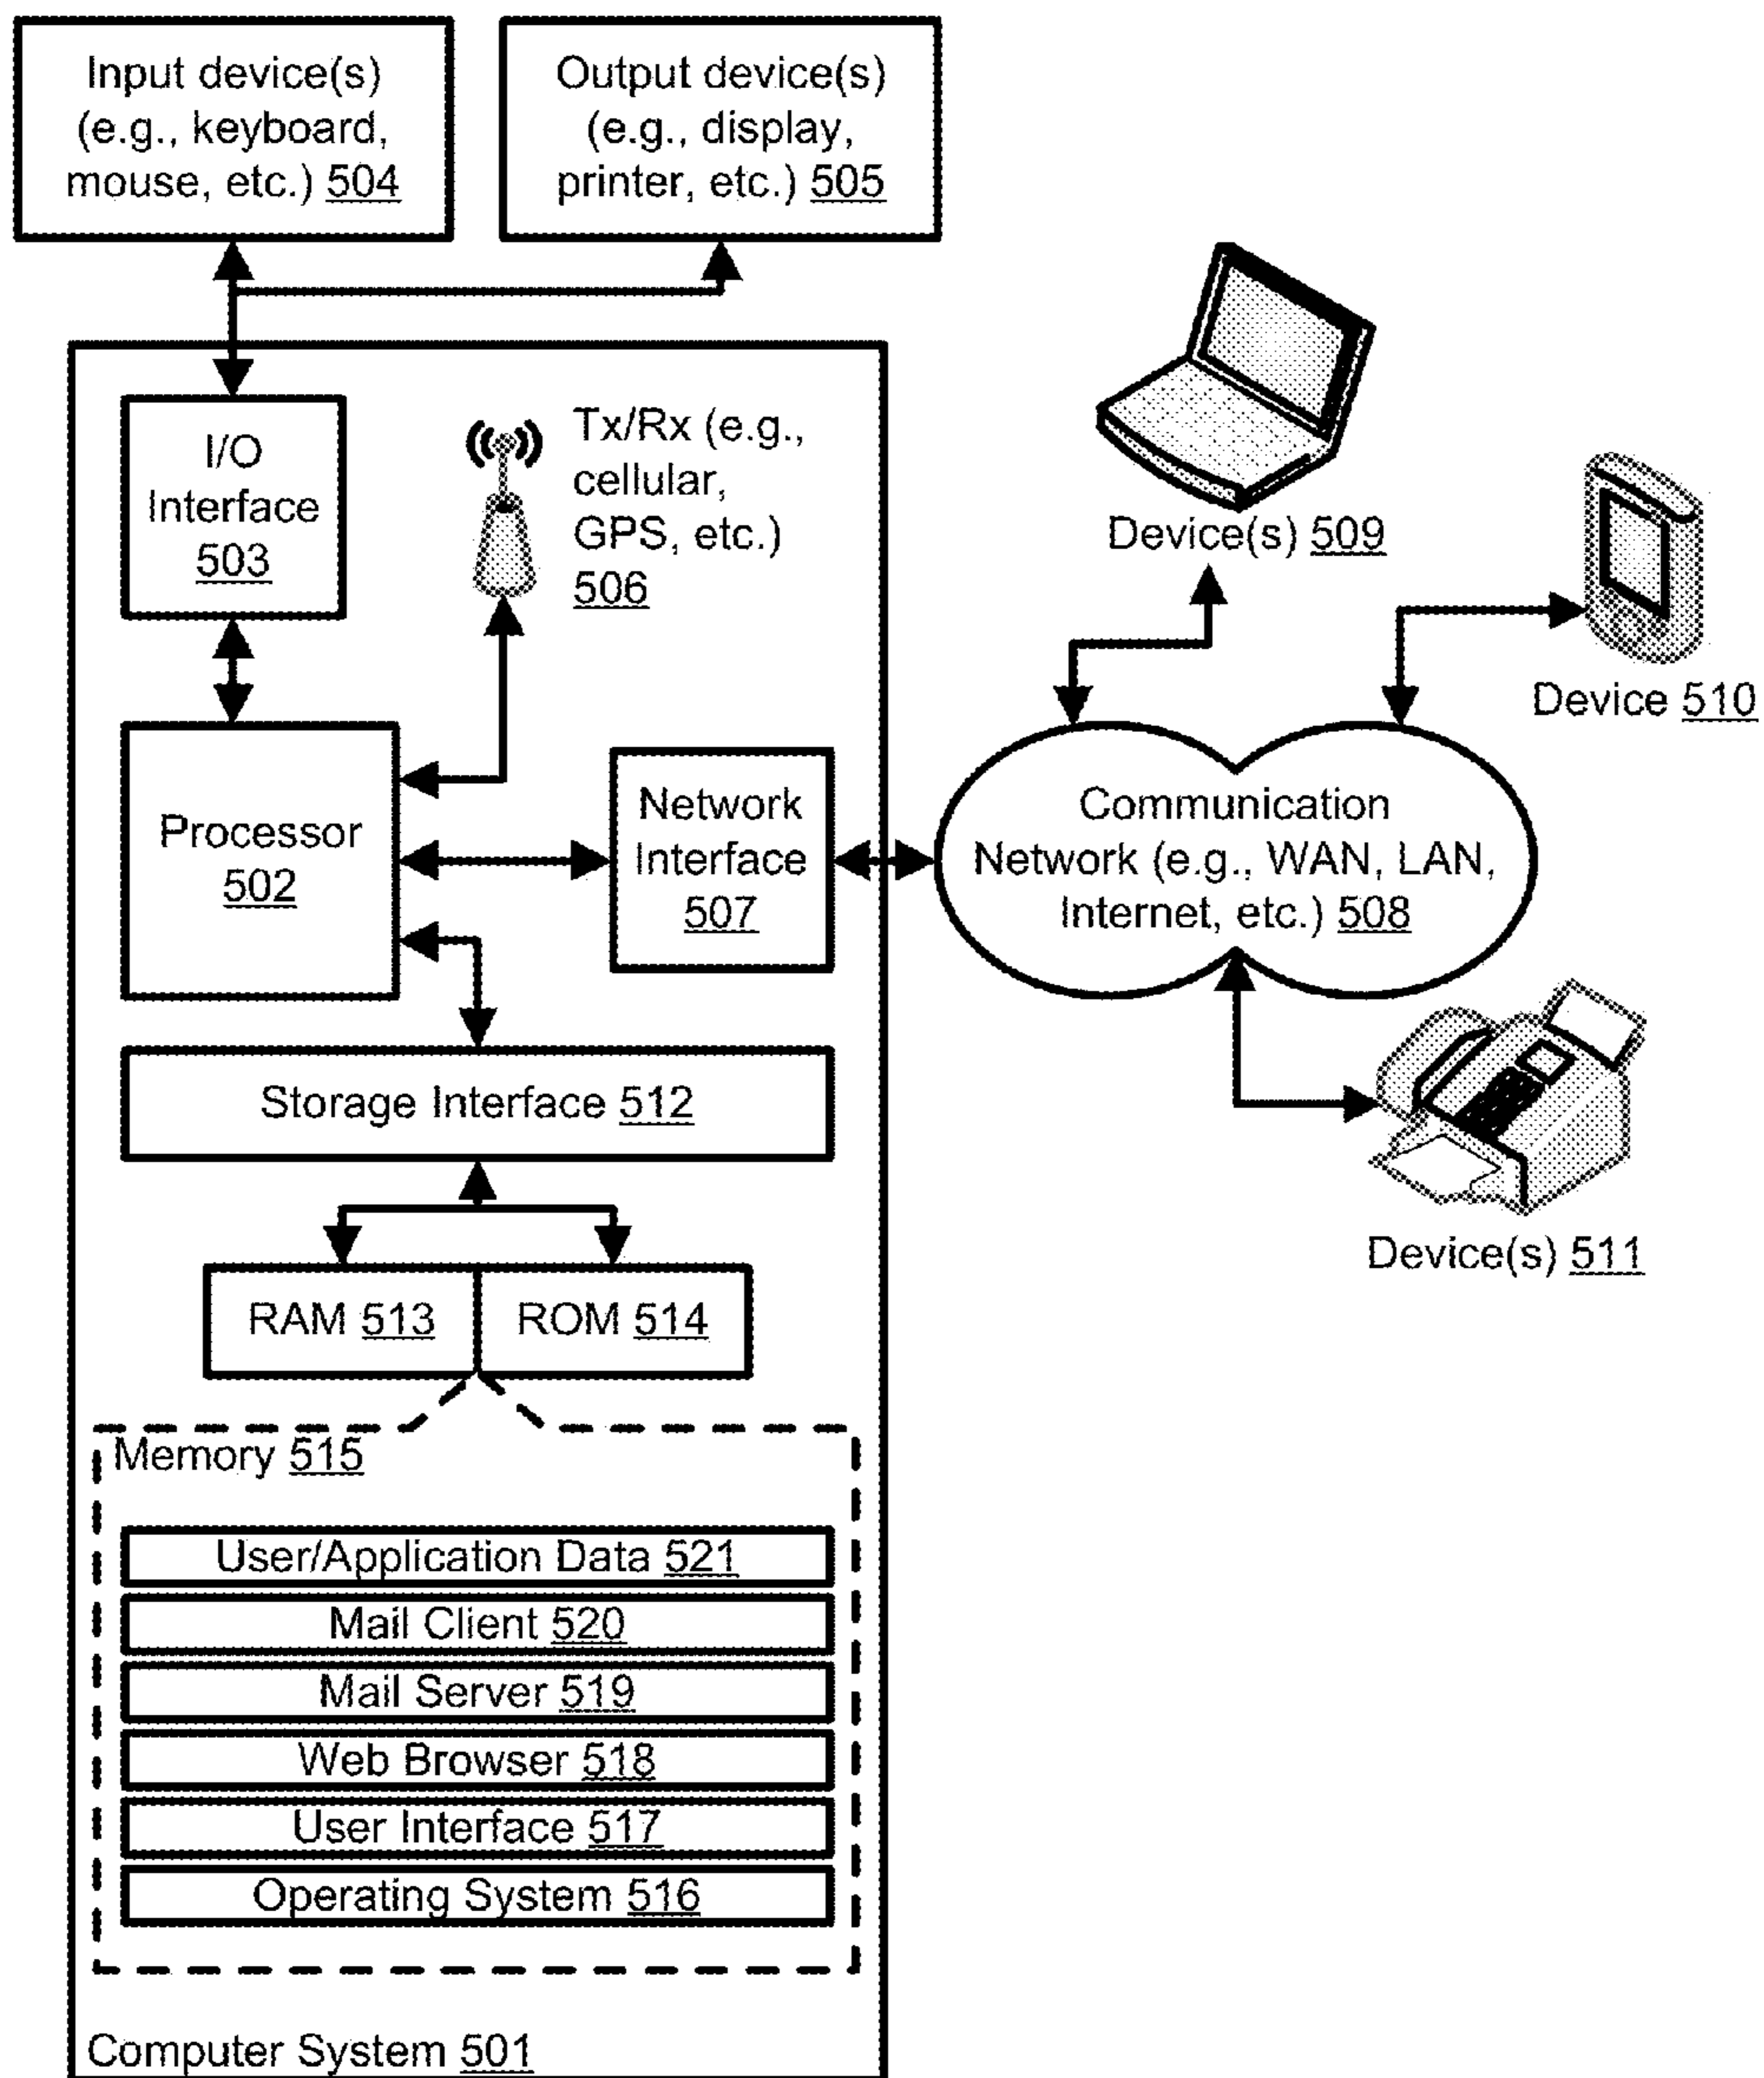 Input device(s)
(e.g., keyboard,
mouse, etc.) 504
Output device(s)
(e.g., display,
printer, etc.) 505
I/O
Interface
503
Tx/Rx (e.g.,
cellular,
GPS, etc.)
506
Device(s) 509
Device 510
Processor
502
Network
Interface
507
Communication
Network (e.g., WAN, LAN,
Internet, etc.) 508
Storage Interface 512
Device(s) 511
RAM 513
ROM 514
Memory 515
User/Application Data 521
Mail Client 520
Mail Server 519
Web Browser 518
User Interface 517
Operating System 516
Computer System 501